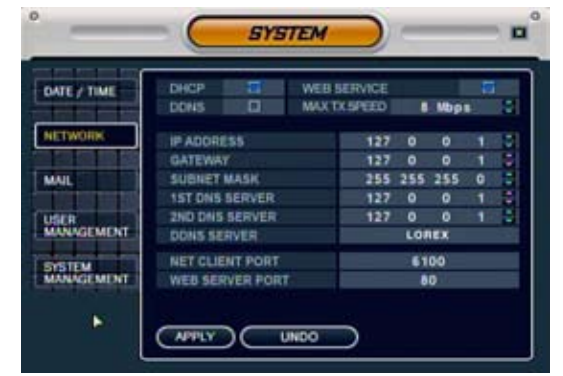 SYSTEM
DATE / TIME
NETWORK
MAIL
USER
MANAGEMENT
SYSTEM
MANAGEMENT
DHCP WEB SERVICE
DDNS MAX TX SPEED 8 Mbps
IP ADDRESS 127 0 0 1
GATEWAY 127 0 0 1
SUBNET MASK 255 255 255 0
1ST DNS SERVER 127 0 0 1
2ND DNS SERVER 127 0 0 1
DDNS SERVER LOREX
NET CLIENT PORT 6100
WEB SERVER PORT 80
APPLY UNDO